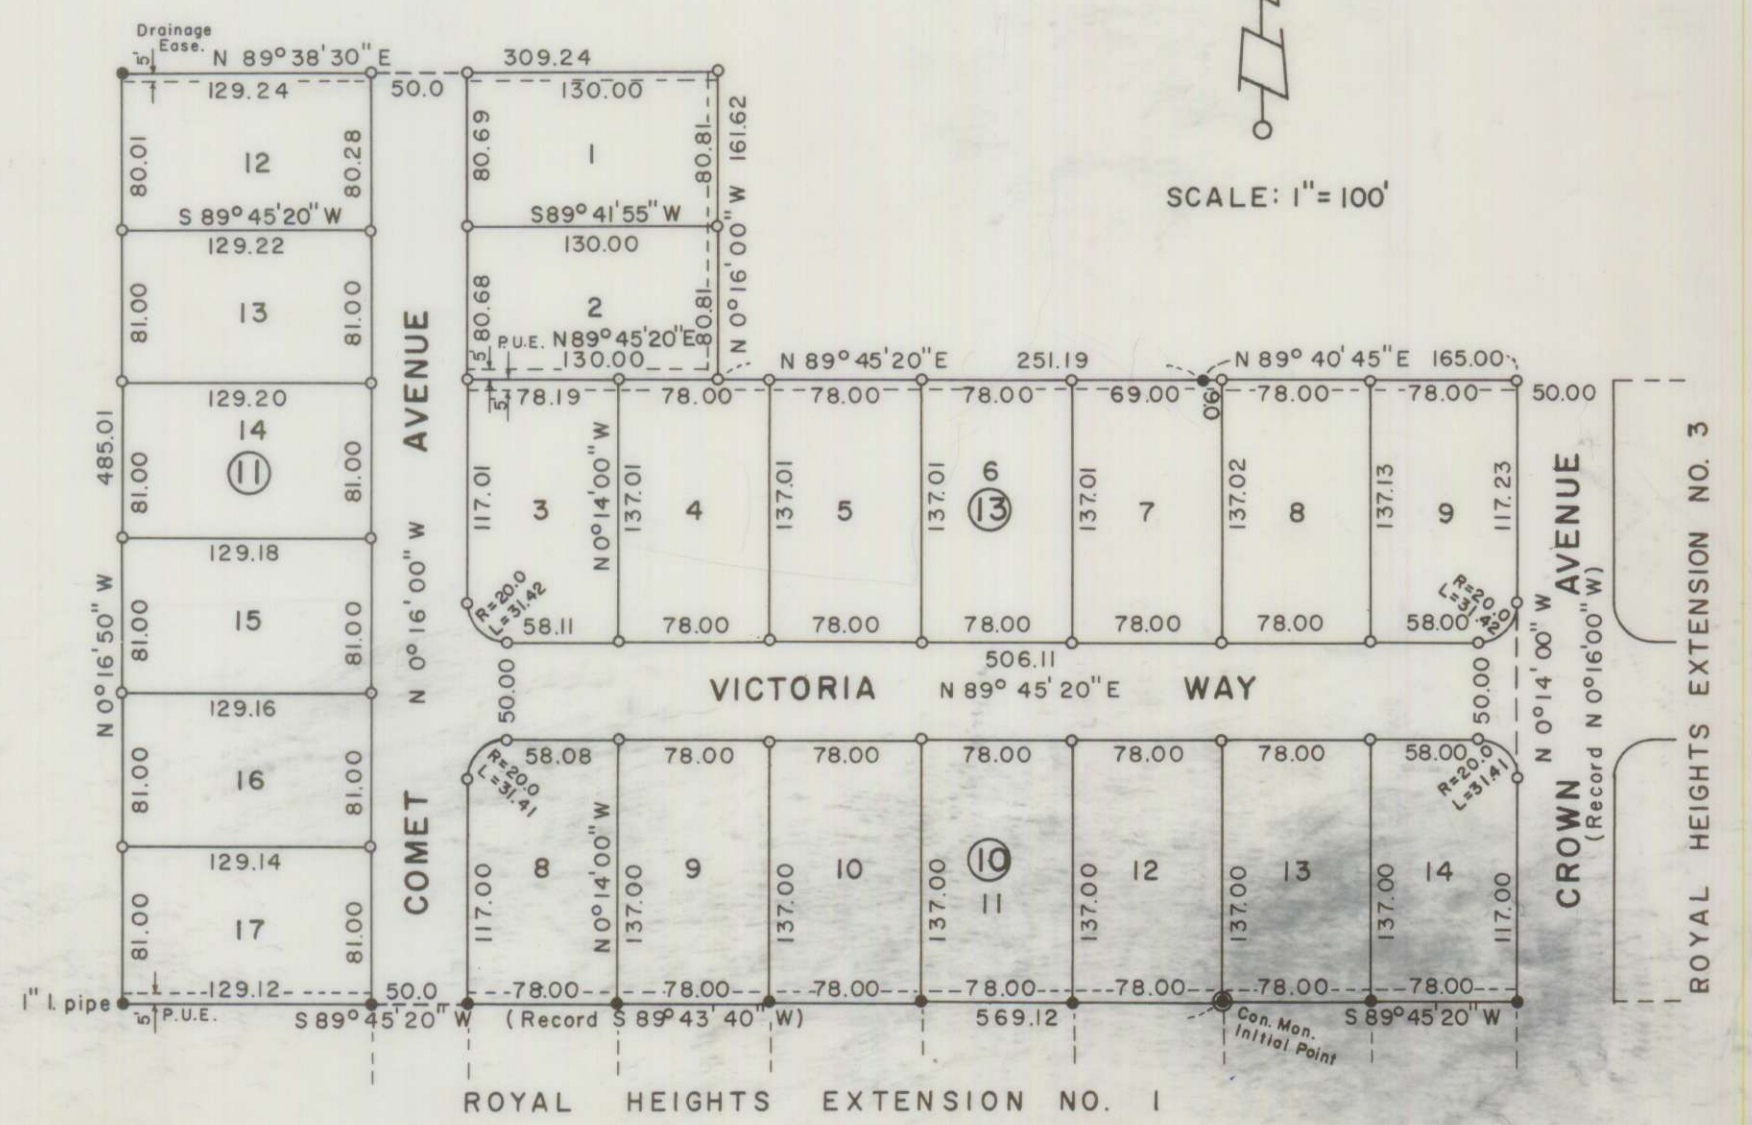 Drainage
Ease.
5'
N 89° 38' 30" E
309.24
129.24
50.0
130.00
80.01
12
80.28
80.69
1
80.81
161.62
S 89° 45' 20" W
S89° 41' 55" W
SCALE: 1" = 100'
129.22
130.00
81.00
13
81.00
80.68
2
80.81
N 0° 16' 00" W
AVENUE
5'
P.U.E.
N89° 45' 20" E
130.00
N 89° 45' 20" E
251.19
N 89° 40' 45" E
165.00
129.20
5'
78.19
78.00
78.00
78.00
69.00
9.0
78.00
78.00
50.00
485.01
81.00
14
11
81.00
117.01
3
N 0° 14' 00" W
137.01
4
137.01
5
137.01
6
13
137.01
7
137.02
8
137.13
9
117.23
AVENUE
ROYAL HEIGHTS EXTENSION NO. 3
129.18
N 0° 16' 50" W
81.00
15
81.00
N 0° 16' 00" W
R=20.0
L=31.42
58.11
78.00
78.00
78.00
78.00
78.00
58.00
R=20.0
L=31.42
506.11
N 0° 14' 00" W
(Record N 0° 16' 00" W)
129.16
50.00
VICTORIA
N 89° 45' 20" E
WAY
50.00
81.00
16
81.00
R=20.0
L=31.41
58.08
78.00
78.00
78.00
78.00
78.00
58.00
R=20.0
L=31.41
129.14
COMET
CROWN
81.00
17
81.00
117.00
8
N 0° 14' 00" W
137.00
9
137.00
10
137.00
10
11
137.00
12
137.00
13
137.00
14
117.00
1" I. pipe
129.12
50.0
78.00
78.00
78.00
78.00
78.00
78.00
78.00
5'
P.U.E.
S 89° 45' 20" W
(Record S 89° 43' 40" W)
569.12
Con. Mon.
Initial Point
S 89° 45' 20" W
ROYAL HEIGHTS EXTENSION NO. 1